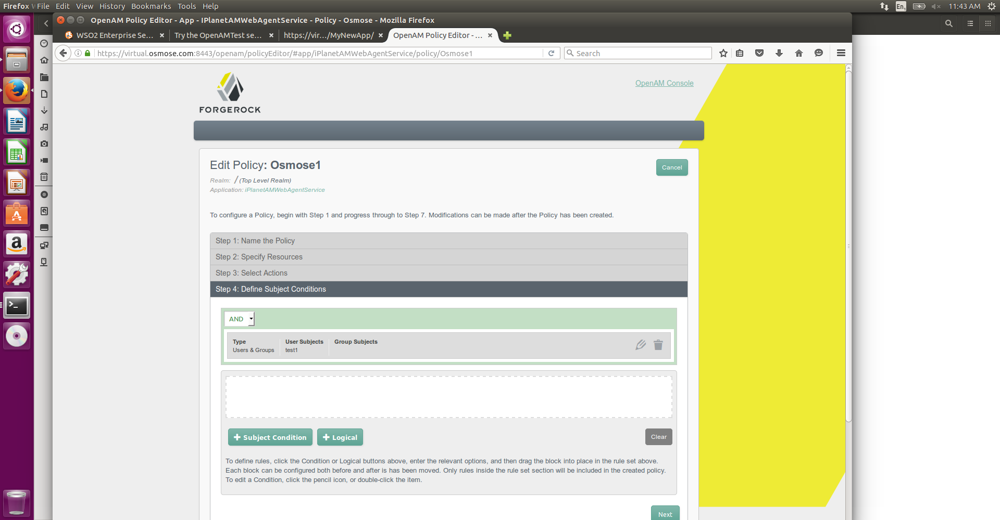 Firefox W File Edit View History Bookmarks Tools Help
En1 11:43 AM
OpenAM Policy Editor - App - IPlanetAMWebAgentService - Policy - Osmose - Mozilla Firefox
WSO2 Enterprise Se... Try the OpenAMTest se... https://vir.../MyNewApp/ OpenAM Policy Editor - ...
https://virtual.osmose.com:8443/openam/policyEditor/#app/iPlanetAMWebAgentService/policy/Osmose1 Search
FORGEROCK
OpenAM Console
Edit Policy: Osmose1
Cancel
Realm: / (Top Level Realm)
Application: iPlanetAMWebAgentService
To configure a Policy, begin with Step 1 and progress through to Step 7. Modifications can be made after the Policy has been created.
Step 1: Name the Policy
Step 2: Specify Resources
Step 3: Select Actions
Step 4: Define Subject Conditions
AND
Type User Subjects Group Subjects
Users & Groups test1
Subject Condition Logical Clear
To define rules, click the Condition or Logical buttons above, enter the relevant options, and then drag the block into place in the rule set above.
Each block can be configured both before and after is has been moved. Only rules inside the rule set section will be included in the created policy.
To edit a Condition, click the pencil icon, or double-click the item.
Next